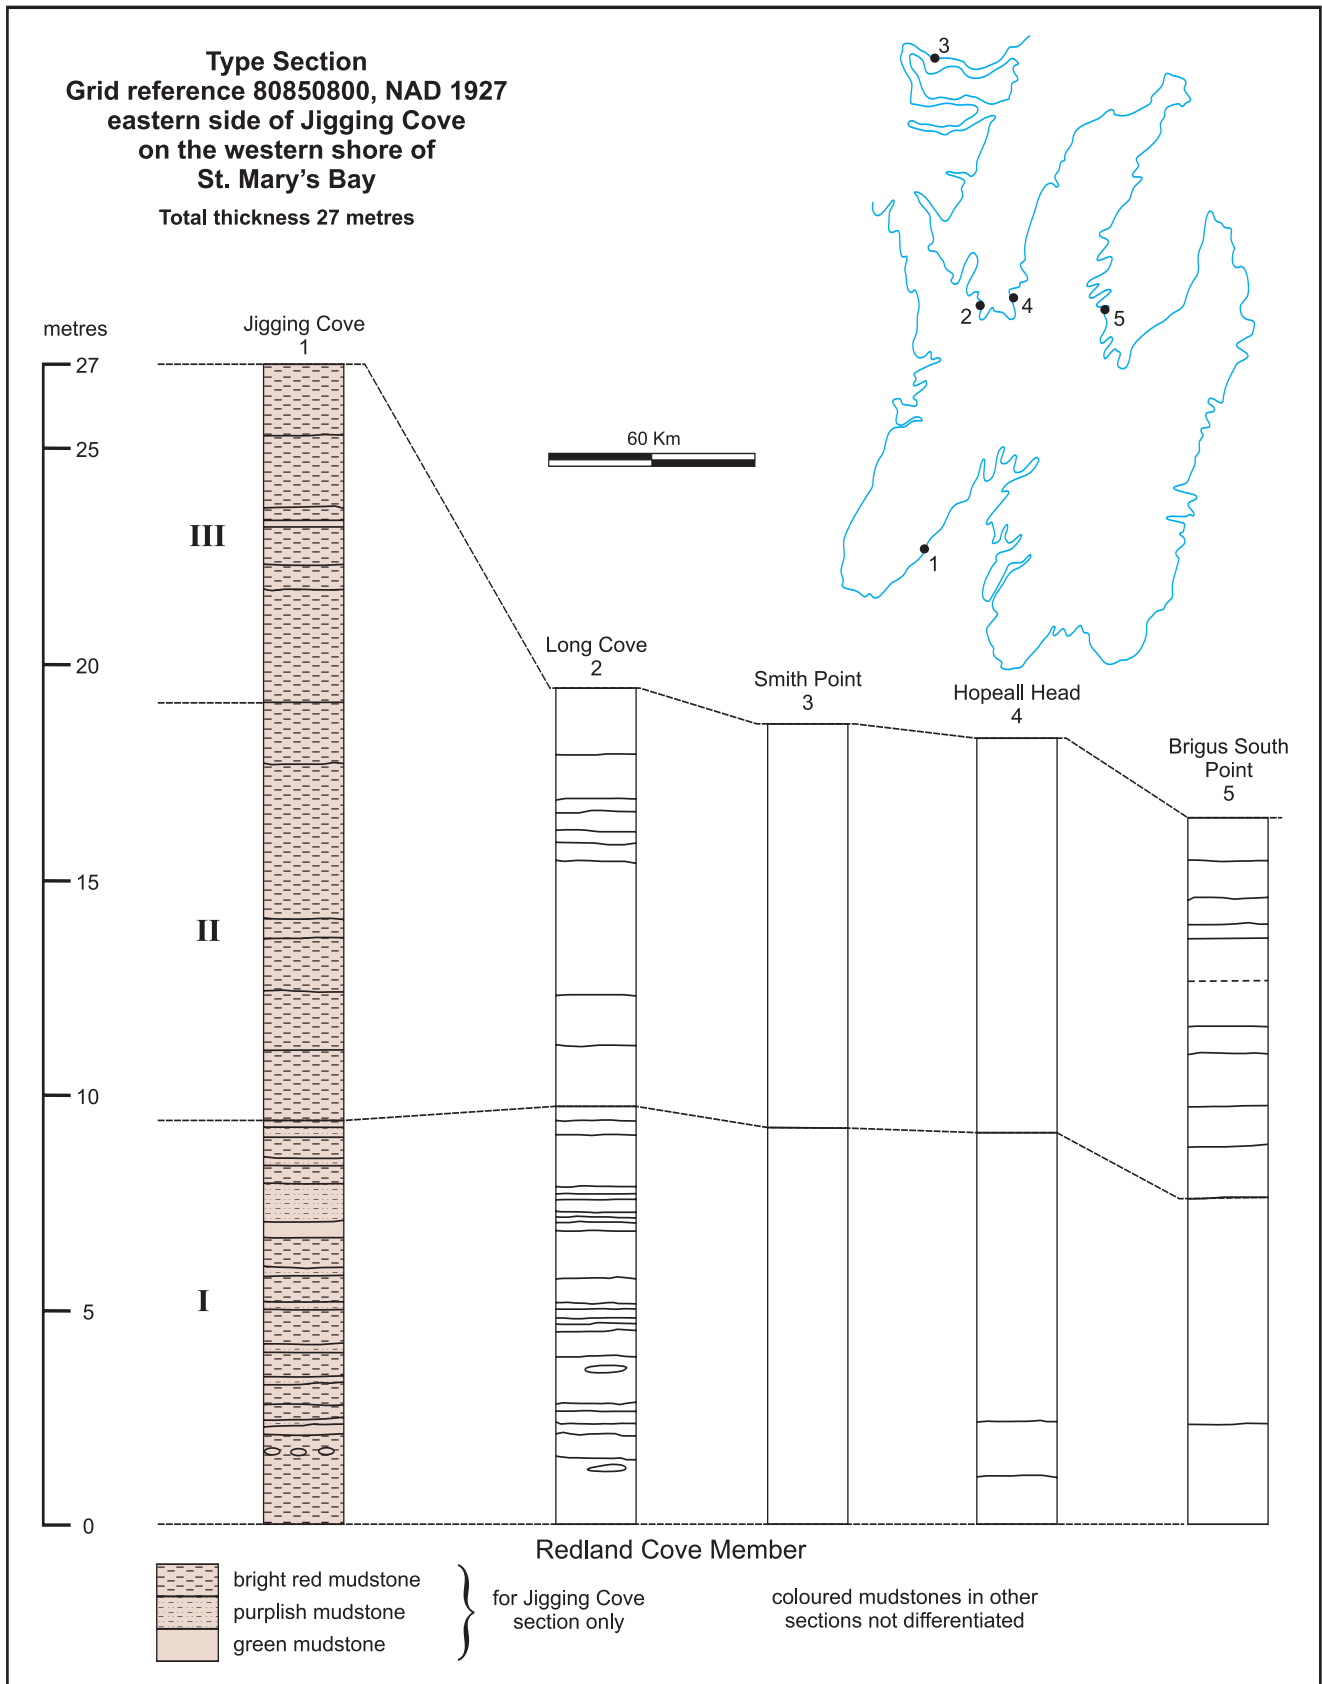 Type Section
Grid reference 80850800, NAD 1927
eastern side of Jigging Cove
on the western shore of
St. Mary's Bay
Total thickness 27 metres
3
2
4
5
1
60 Km
metres
27
25
20
15
10
5
0
III
II
I
Jigging Cove
1
Long Cove
2
Smith Point
3
Hopeall Head
4
Brigus South
Point
5
Redland Cove Member
bright red mudstone
purplish mudstone
green mudstone
for Jigging Cove
section only
coloured mudstones in other
sections not differentiated